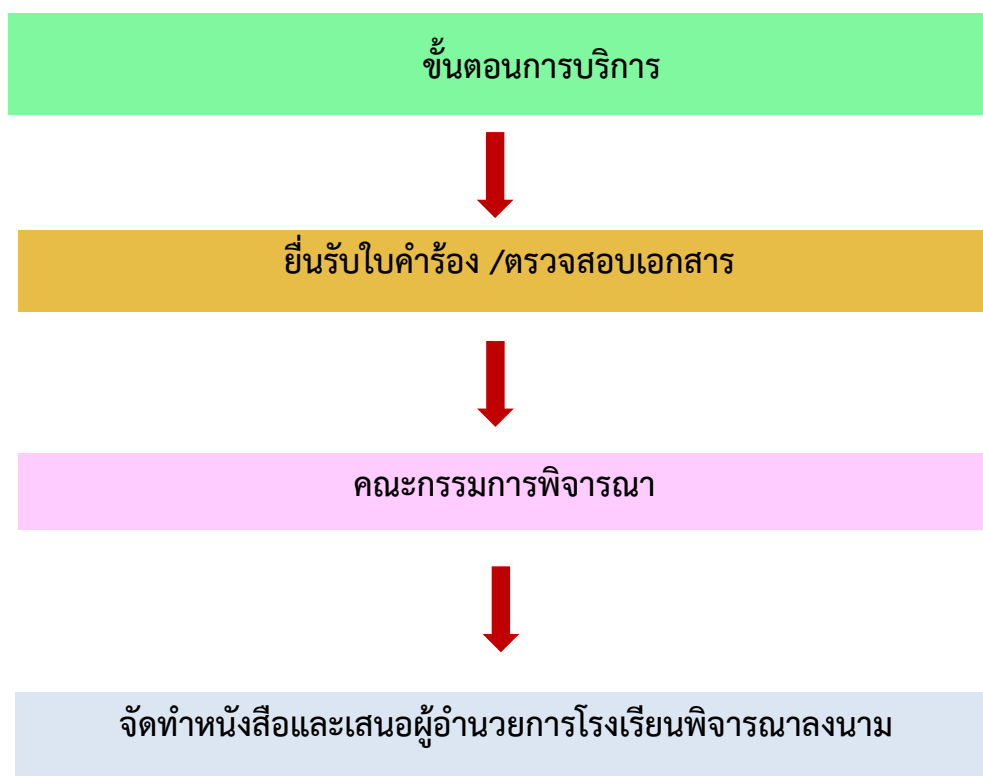 ขั้นตอนการบริการ
ยื่นรับใบคำร้อง /ตรวจสอบเอกสาร
คณะกรรมการพิจารณา
จัดทำหนังสือและเสนอผู้อำนวยการโรงเรียนพิจารณาลงนาม